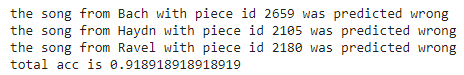 the song from Bach with piece id 2659 was predicted wrong
the song from Haydn with piece id 2105 was predicted wrong
the song from Ravel with piece id 2180 was predicted wrong
total acc is 0.918918918918919